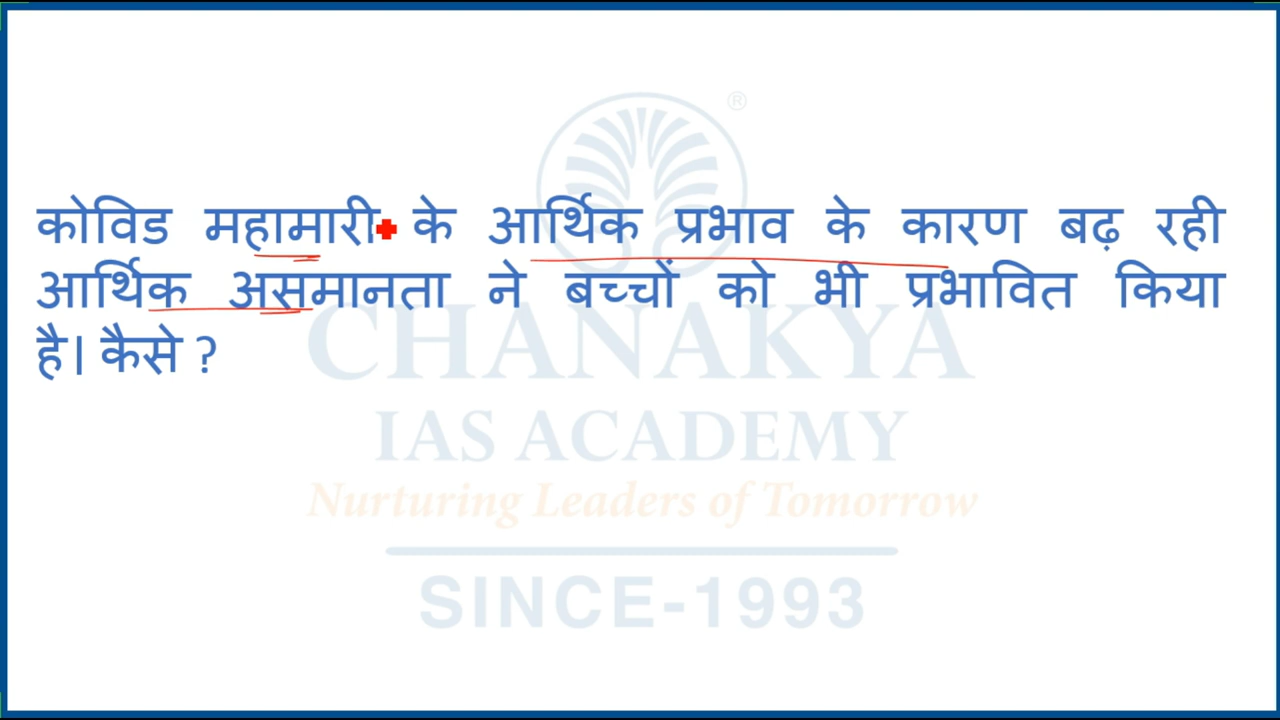 ®
कोविड महामारी के आर्थिक प्रभाव के कारण बढ़ रही
आर्थिक असमानता ने बच्चों को भी प्रभावित किया
है। कैसे ?
CHANAKYA
IAS ACADEMY
Nurturing Leaders of Tomorrow
SINCE-1993